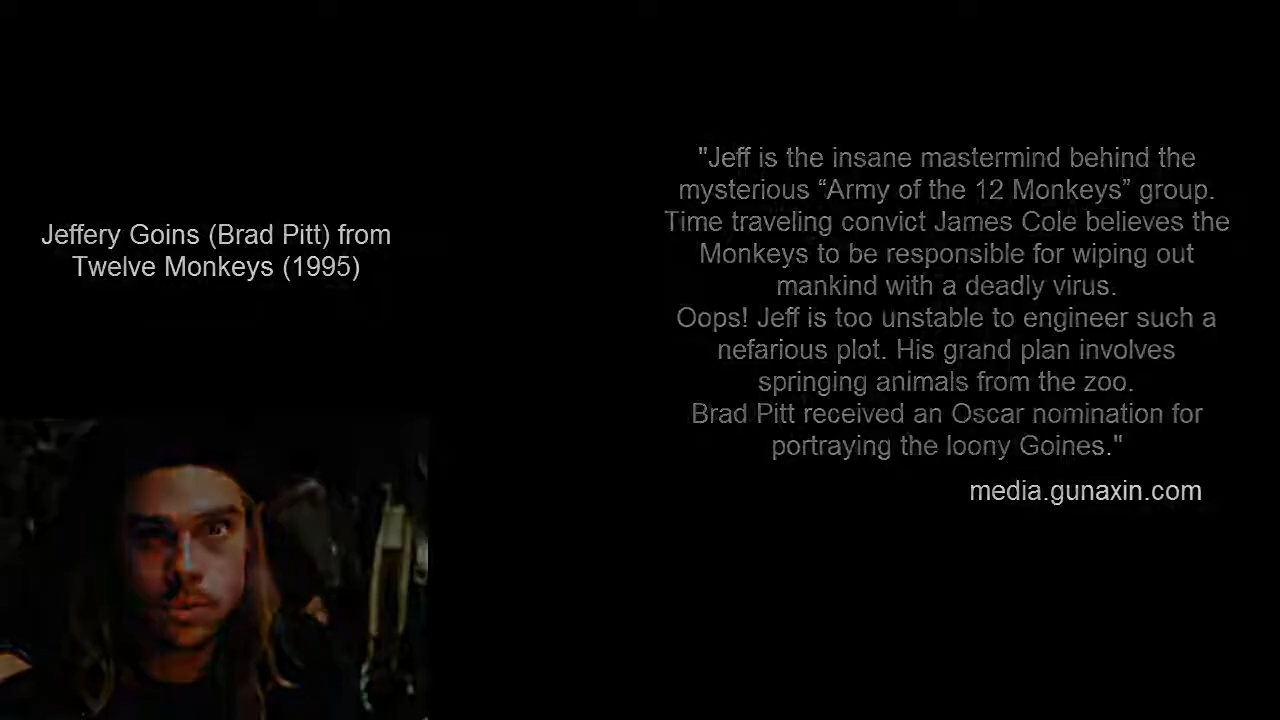 Jeffery Goins (Brad Pitt) from
Twelve Monkeys (1995)
"Jeff is the insane mastermind behind the
mysterious “Army of the 12 Monkeys” group.
Time traveling convict James Cole believes the
Monkeys to be responsible for wiping out
mankind with a deadly virus.
Oops! Jeff is too unstable to engineer such a
nefarious plot. His grand plan involves
springing animals from the zoo.
Brad Pitt received an Oscar nomination for
portraying the loony Goines."
media.gunaxin.com